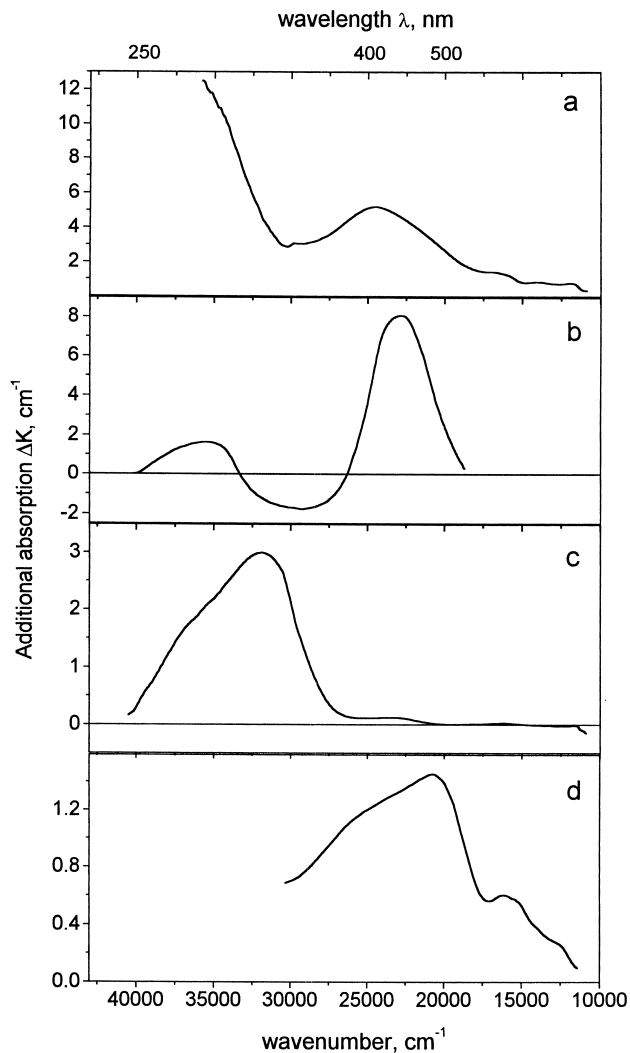 wavelength λ, nm
250 400 500
a
12
10
8
6
4
2
b
8
6
4
2
0
-2
Additional absorption ΔK, cm⁻¹
c
3
2
1
0
d
1.2
0.8
0.4
0.0
40000 35000 30000 25000 20000 15000 10000
wavenumber, cm⁻¹